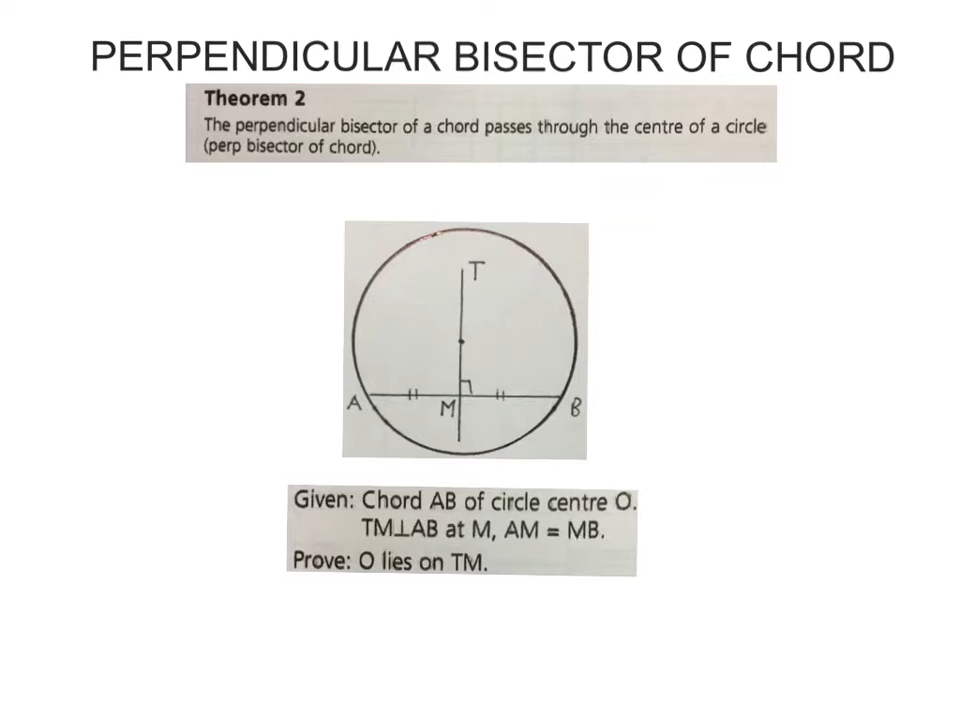 PERPENDICULAR BISECTOR OF CHORD
Theorem 2
The perpendicular bisector of a chord passes through the centre of a circle
(perp bisector of chord).
T
A
M
B
Given: Chord AB of circle centre O.
TM⊥AB at M, AM = MB.
Prove: O lies on TM.